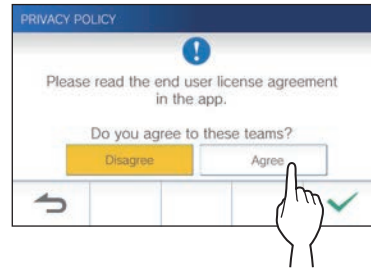 PRIVACY POLICY
Please read the end user license agreement
in the app.
Do you agree to these teams?
Disagree
Agree